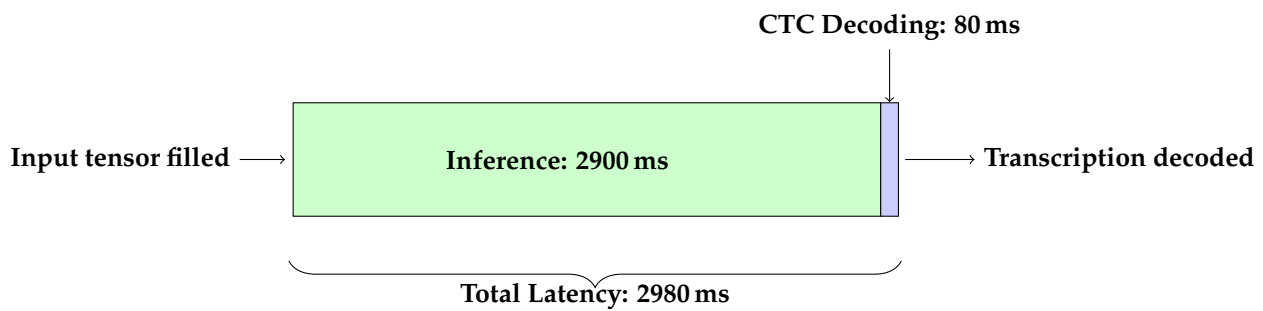 CTC Decoding: 80 ms
Input tensor filled
Inference: 2900 ms
Transcription decoded
Total Latency: 2980 ms